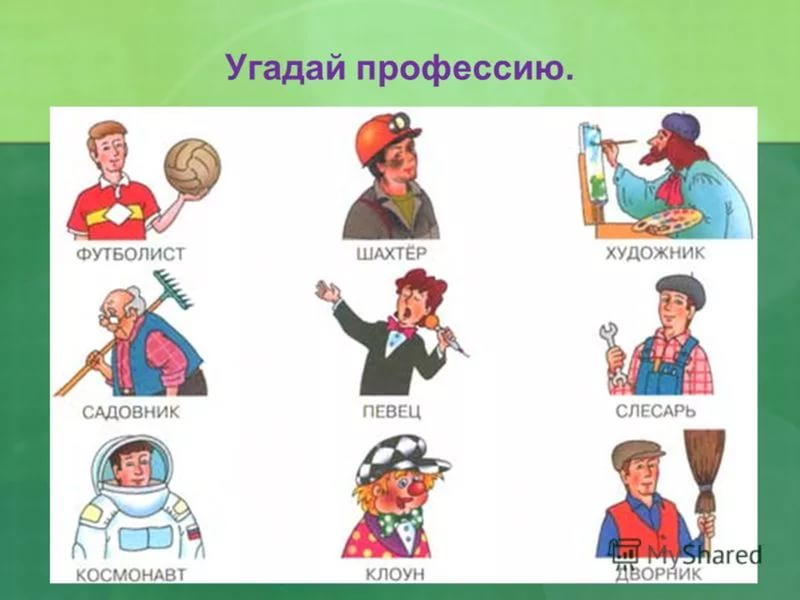 Угадай профессию.
ФУТБОЛИСТ
ШАХТЁР
ХУДОЖНИК
САДОВНИК
ПЕВЕЦ
СЛЕСАРЬ
КОСМОНАВТ
КЛОУН
ДВОРНИК
MyShared